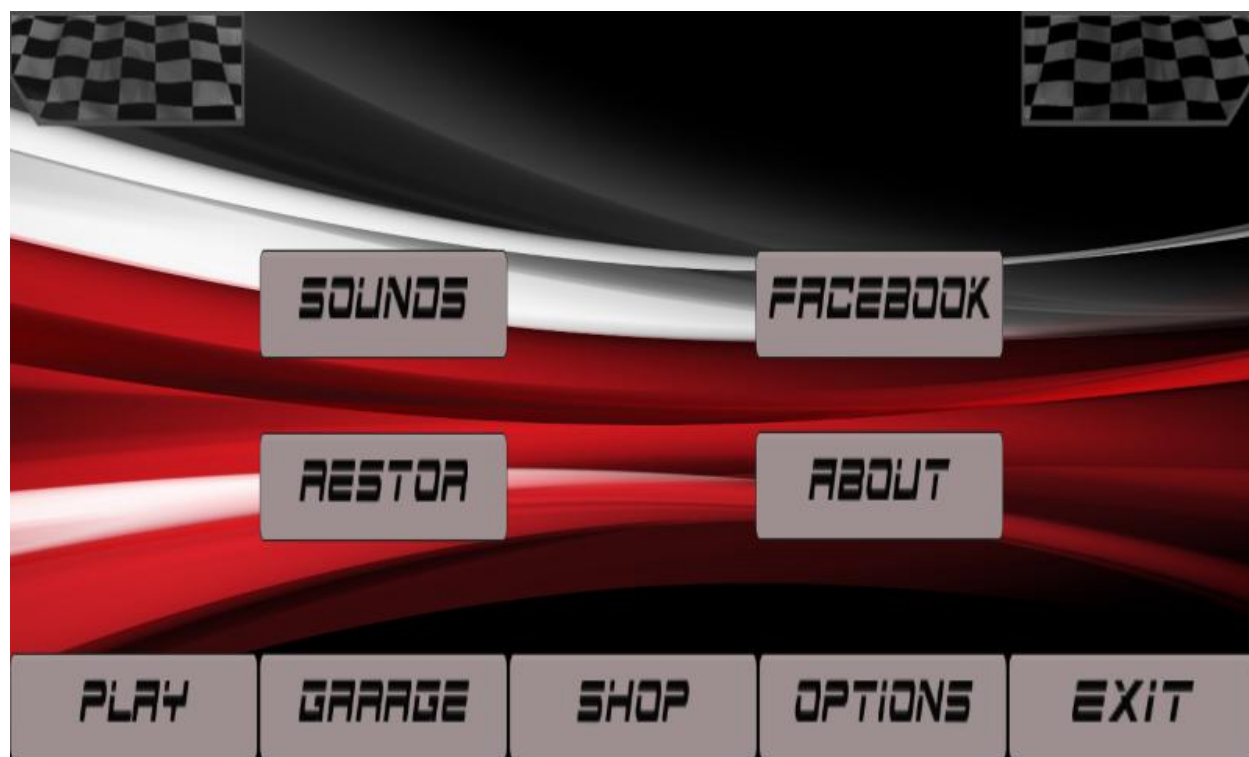 SOUNDS
FACEBOOK
RESTOR
ABOUT
PLAY
GARAGE
SHOP
OPTIONS
EXiT